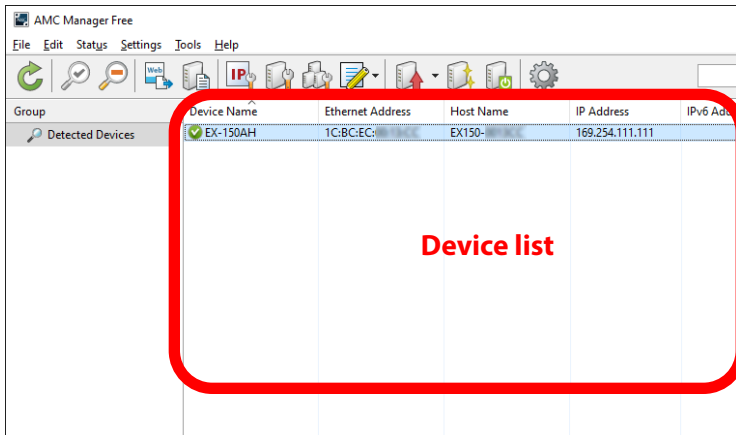 AMC Manager Free
File Edit Status Settings Tools Help
Web IP
Group Device Name Ethernet Address Host Name IP Address IPv6 Add
Detected Devices EX-150AH 1C:BC:EC: EX150- 169.254.111.111
Device list